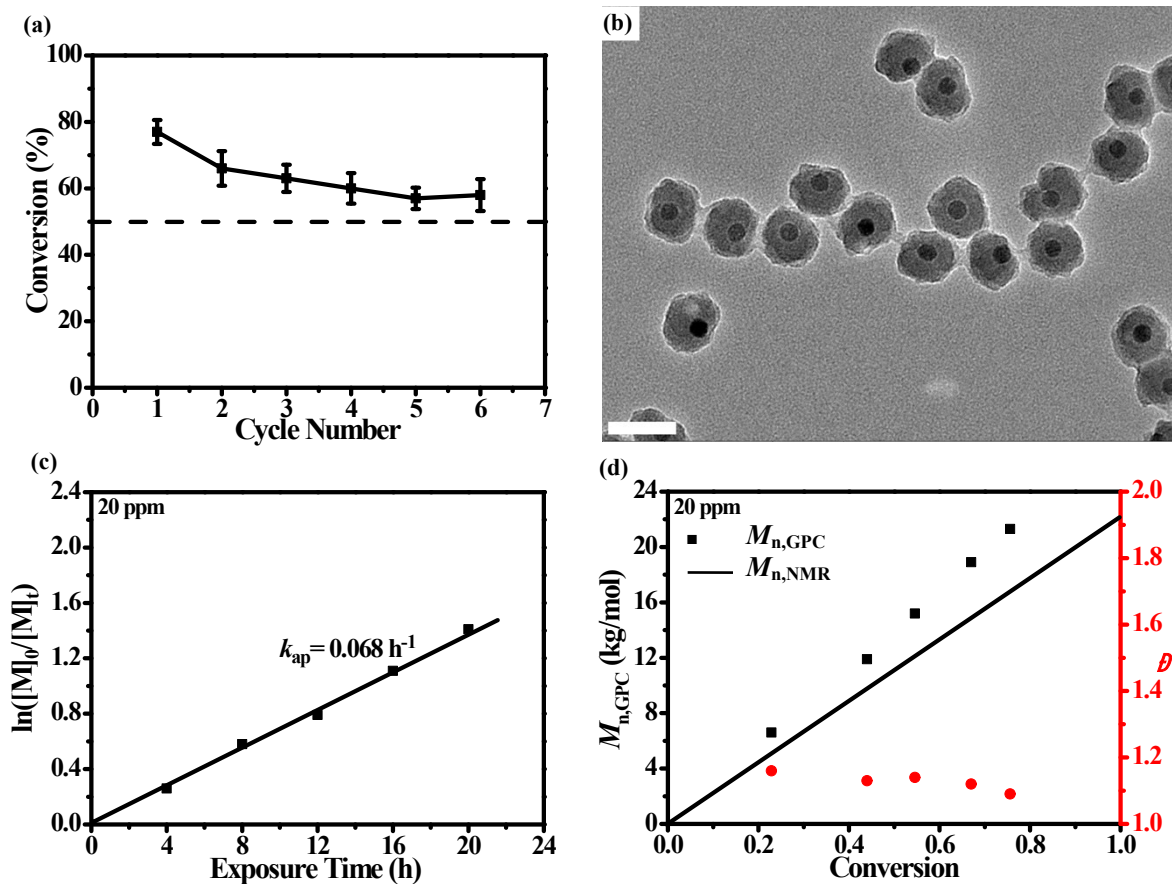 (a)
100
80
60
40
20
0
Conversion (%)
0 1 2 3 4 5 6 7
Cycle Number
(b)
(c)
20 ppm
2.4
2.0
1.6
1.2
0.8
0.4
0.0
ln([M]0/[M]t)
kap= 0.068 h-1
0 4 8 12 16 20 24
Exposure Time (h)
(d)
20 ppm
24
20
16
12
8
4
0
Mn,GPC (kg/mol)
Mn,GPC
Mn,NMR
2.0
1.8
1.6
1.4
1.2
1.0
Đ
0.0 0.2 0.4 0.6 0.8 1.0
Conversion